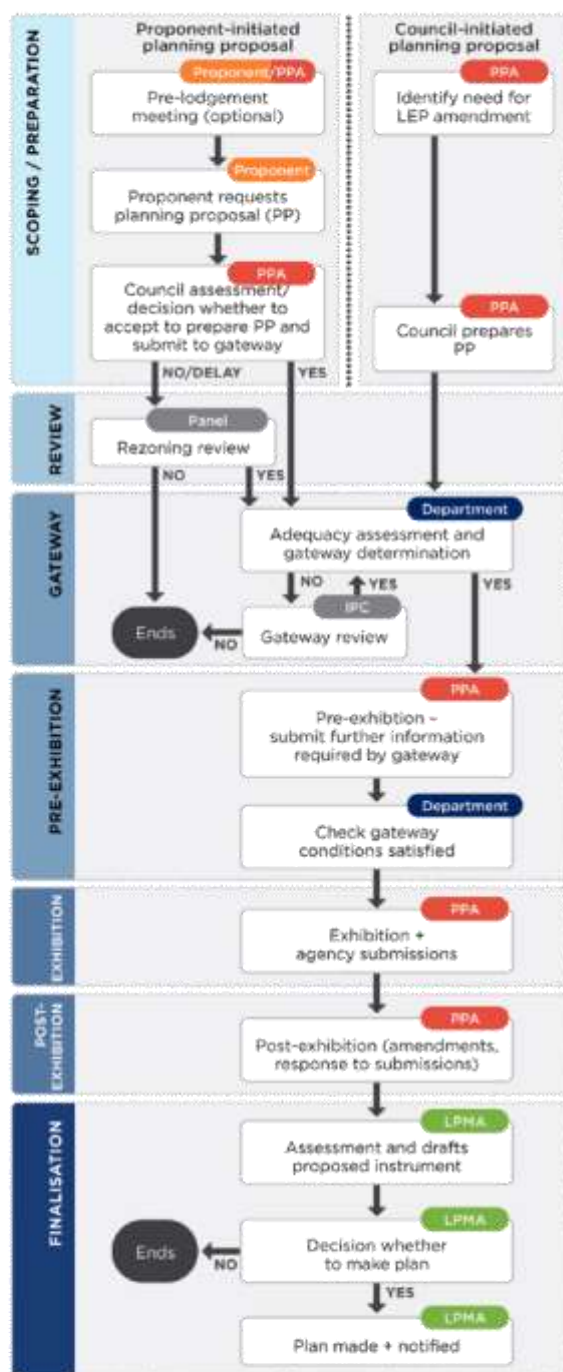 Proponent-initiated
planning proposal
Council-initiated
planning proposal
SCOPING / PREPARATION
Proponent/PPA
Pre-lodgement
meeting (optional)
PPA
Identify need for
LEP amendment
Proponent
Proponent requests
planning proposal (PP)
PPA
Council assessment/
decision whether to
accept to prepare PP and
submit to gateway
PPA
Council prepares
PP
NO/DELAY
YES
REVIEW
Panel
Rezoning review
NO
YES
GATEWAY
Department
Adequacy assessment and
gateway determination
NO
YES
YES
IPC
Gateway review
NO
Ends
PRE-EXHIBITION
PPA
Pre-exhibtion –
submit further information
required by gateway
Department
Check gateway
conditions satisfied
EXHIBITION
PPA
Exhibition +
agency submissions
POST-
EXHIBITION
PPA
Post-exhibition (amendments,
response to submissions)
FINALISATION
LPMA
Assessment and drafts
proposed instrument
LPMA
Decision whether
to make plan
NO
Ends
YES
LPMA
Plan made + notified